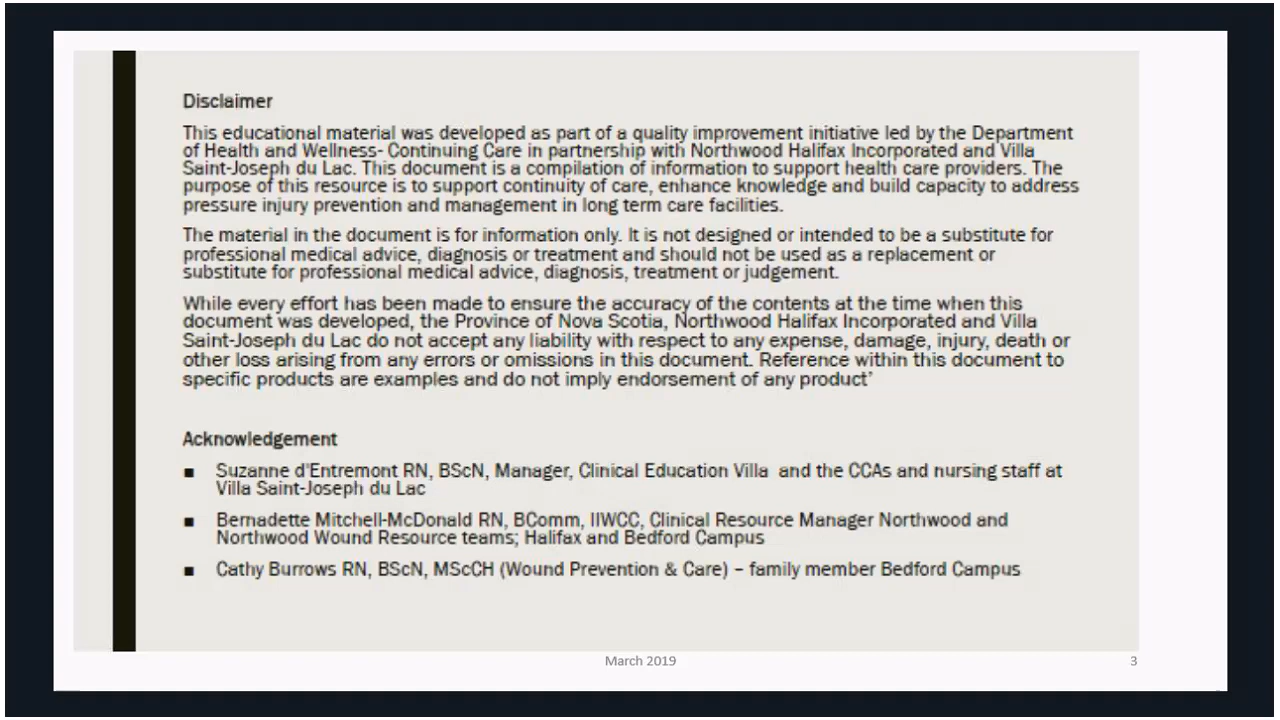 Disclaimer
This educational material was developed as part of a quality improvement initiative led by the Department
of Health and Wellness- Continuing Care in partnership with Northwood Halifax Incorporated and Villa
Saint-Joseph du Lac. This document is a compilation of information to support health care providers. The
purpose of this resource is to support continuity of care, enhance knowledge and build capacity to address
pressure injury prevention and management in long term care facilities.
The material in the document is for information only. It is not designed or intended to be a substitute for
professional medical advice, diagnosis or treatment and should not be used as a replacement or
substitute for professional medical advice, diagnosis, treatment or judgement.
While every effort has been made to ensure the accuracy of the contents at the time when this
document was developed, the Province of Nova Scotia, Northwood Halifax Incorporated and Villa
Saint-Joseph du Lac do not accept any liability with respect to any expense, damage, injury, death or
other loss arising from any errors or omissions in this document. Reference within this document to
specific products are examples and do not imply endorsement of any product'
Acknowledgement
■ Suzanne d'Entremont RN, BScN, Manager, Clinical Education Villa and the CCAs and nursing staff at
Villa Saint-Joseph du Lac
■ Bernadette Mitchell-McDonald RN, BComm, IIWCC, Clinical Resource Manager Northwood and
Northwood Wound Resource teams; Halifax and Bedford Campus
■ Cathy Burrows RN, BScN, MScCH (Wound Prevention & Care) – family member Bedford Campus
March 2019 3